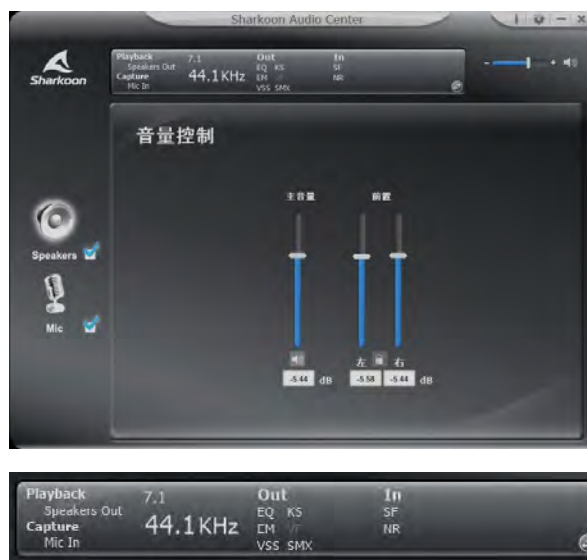 Sharkoon Audio Center
Sharkoon
Playback 7.1 Out In
Speakers Out EQ KS SF
Capture 44.1KHz EM VF NR
Mic In VSS SMX
音量控制
主音量 前置
Speakers
Mic
左 右
-5.44 dB -5.58 -5.44 dB
Playback 7.1 Out In
Speakers Out EQ KS SF
Capture 44.1KHz EM VF NR
Mic In VSS SMX